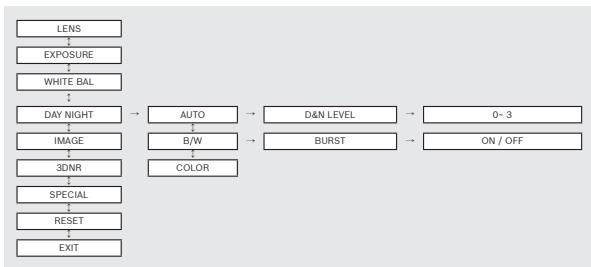 LENS
EXPOSURE
WHITE BAL
DAY NIGHT → AUTO → D&N LEVEL → 0~ 3
IMAGE B/W → BURST → ON / OFF
3DNR COLOR
SPECIAL
RESET
EXIT